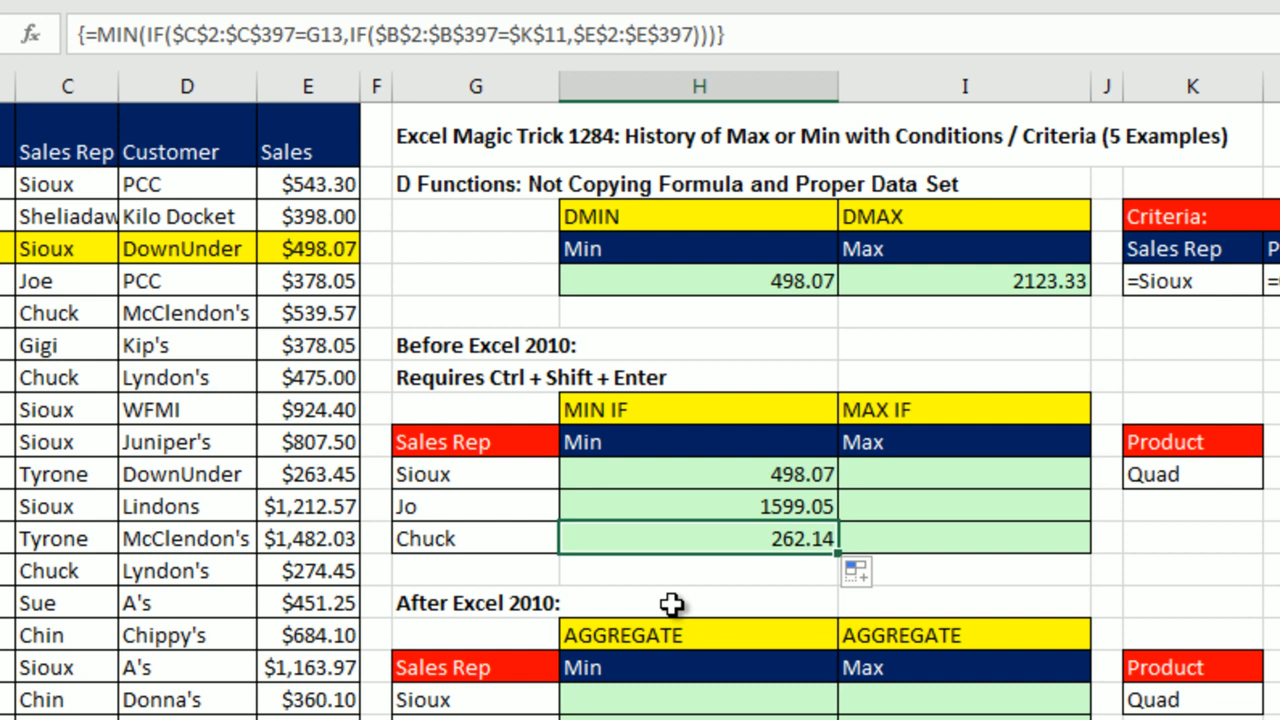 fx {=MIN(IF($C$2:$C$397=G13,IF($B$2:$B$397=$K$11,$E$2:$E$397)))}
C D E F G H I J K
Sales Rep Customer Sales Excel Magic Trick 1284: History of Max or Min with Conditions / Criteria (5 Examples)
Sioux PCC $543.30 D Functions: Not Copying Formula and Proper Data Set
Sheliadaw Kilo Docket $398.00 DMIN DMAX Criteria:
Sioux DownUnder $498.07 Min Max Sales Rep P
Joe PCC $378.05 498.07 2123.33 =Sioux =
Chuck McClendon's $539.57
Gigi Kip's $378.05 Before Excel 2010:
Chuck Lyndon's $475.00 Requires Ctrl + Shift + Enter
Sioux WFMI $924.40 MIN IF MAX IF
Sioux Juniper's $807.50 Sales Rep Min Max Product
Tyrone DownUnder $263.45 Sioux 498.07 Quad
Sioux Lindons $1,212.57 Jo 1599.05
Tyrone McClendon's $1,482.03 Chuck 262.14
Chuck Lyndon's $274.45
Sue A's $451.25 After Excel 2010:
Chin Chippy's $684.10 AGGREGATE AGGREGATE
Sioux A's $1,163.97 Sales Rep Min Max Product
Chin Donna's $360.10 Sioux Quad